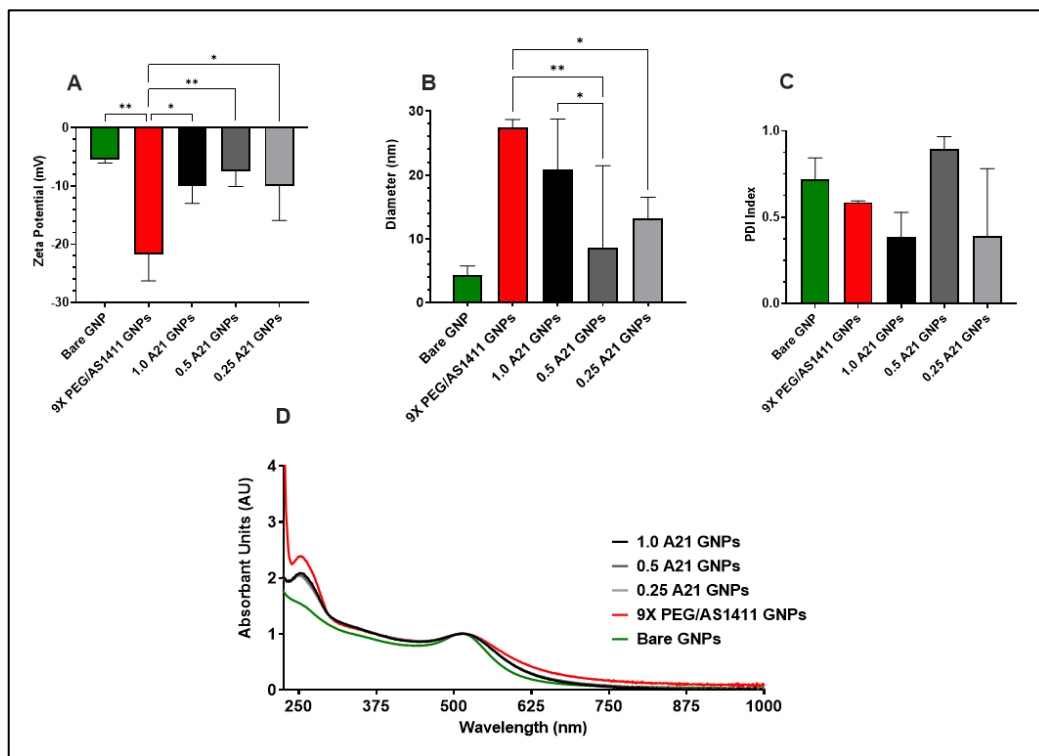 A
*
**
** *
Zeta Potential (mV)
0
-10
-20
-30
Bare GNP
9X PEG/AS1411 GNPs
1.0 A21 GNPs
0.5 A21 GNPs
0.25 A21 GNPs
B
*
**
*
Diameter (nm)
30
20
10
0
Bare GNP
9X PEG/AS1411 GNPs
1.0 A21 GNPs
0.5 A21 GNPs
0.25 A21 GNPs
C
PDI Index
1.0
0.5
0.0
Bare GNP
9X PEG/AS1411 GNPs
1.0 A21 GNPs
0.5 A21 GNPs
0.25 A21 GNPs
D
Absorbant Units (AU)
4
3
2
1
0
250 375 500 625 750 875 1000
Wavelength (nm)
1.0 A21 GNPs
0.5 A21 GNPs
0.25 A21 GNPs
9X PEG/AS1411 GNPs
Bare GNPs